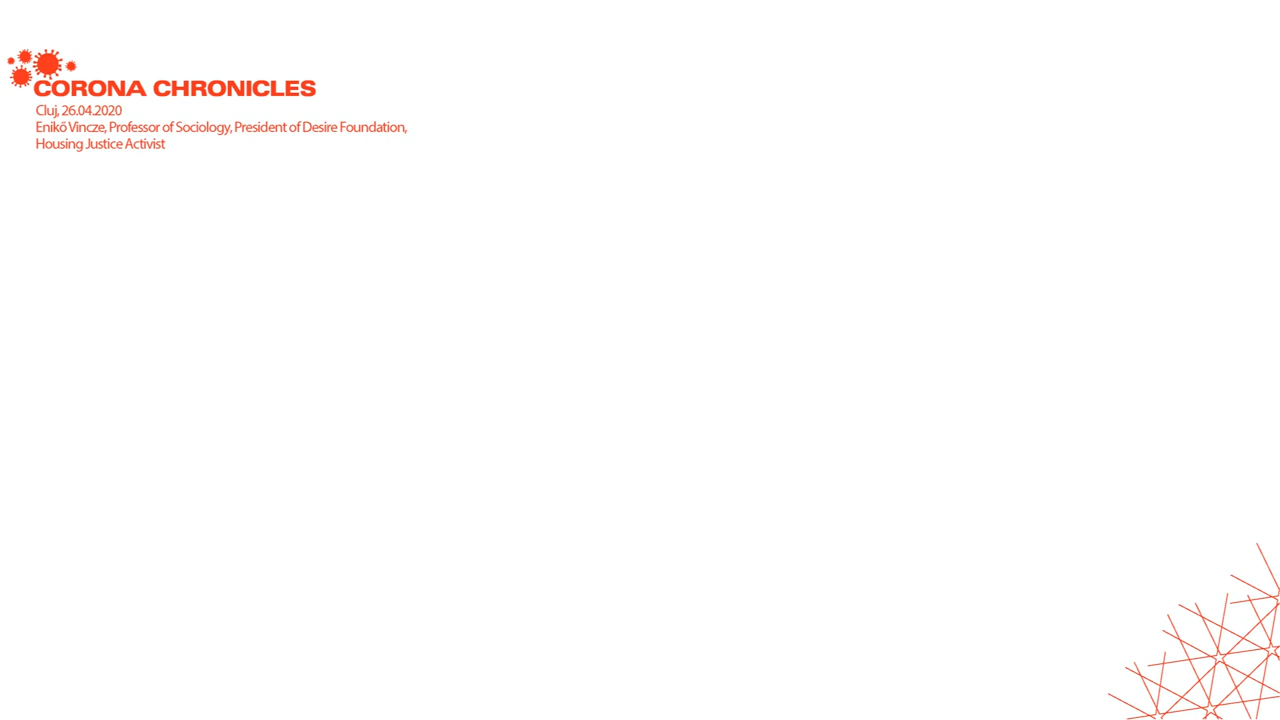 CORONA CHRONICLES
Cluj, 26.04.2020
Enikő Vincze, Professor of Sociology, President of Desire Foundation,
Housing Justice Activist